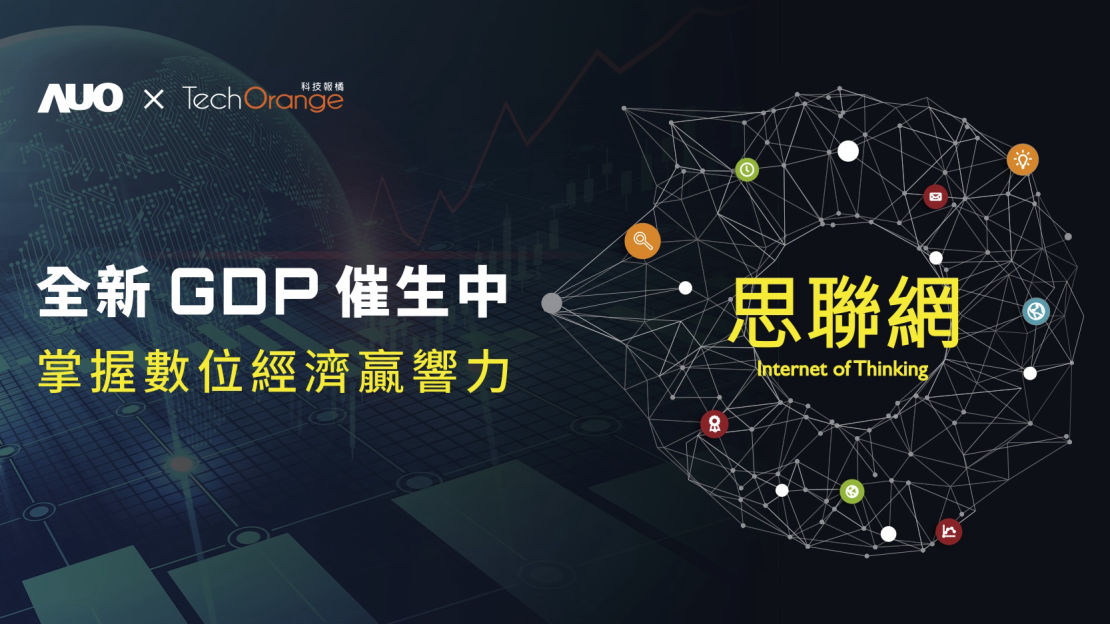 AUO × TechOrange
科技報橘
全新 GDP 催生中
掌握數位經濟贏響力
思聯網
Internet of Thinking